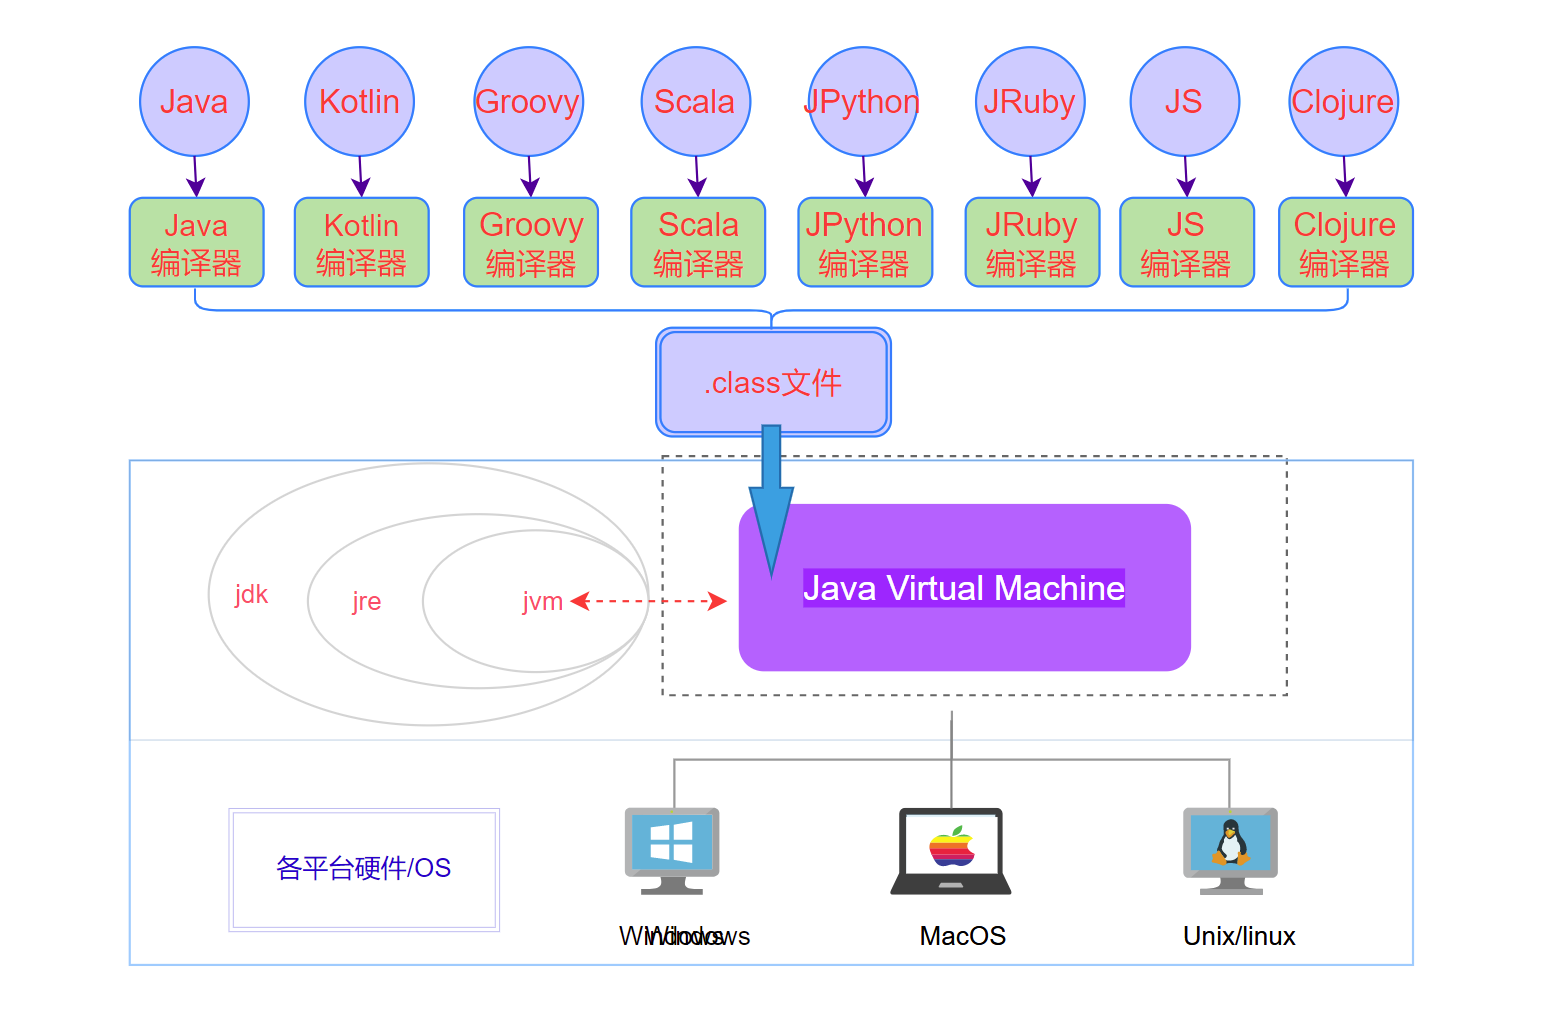 Java
Kotlin
Groovy
Scala
JPython
JRuby
JS
Clojure
Java
编译器
Kotlin
编译器
Groovy
编译器
Scala
编译器
JPython
编译器
JRuby
编译器
JS
编译器
Clojure
编译器
.class文件
jdk
jre
jvm
Java Virtual Machine
各平台硬件/OS
Windows
Windows
MacOS
Unix/linux